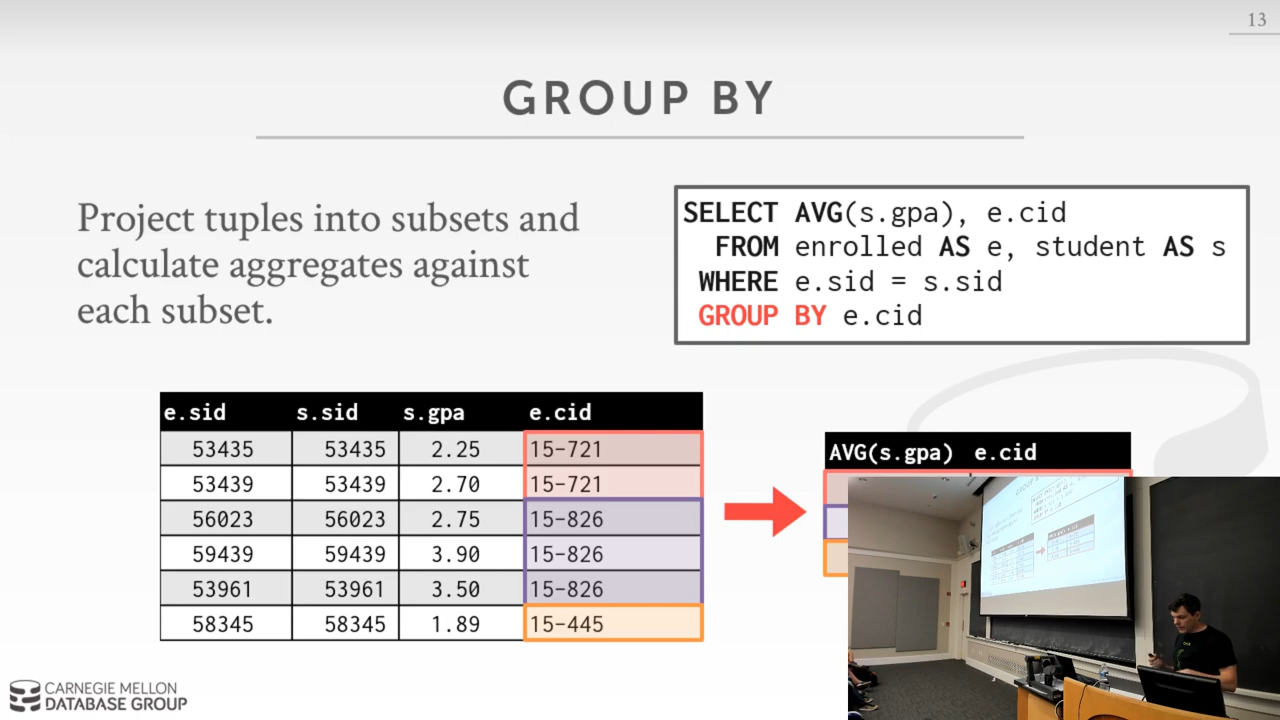 13
GROUP BY
Project tuples into subsets and
calculate aggregates against
each subset.
SELECT AVG(s.gpa), e.cid
FROM enrolled AS e, student AS s
WHERE e.sid = s.sid
GROUP BY e.cid
e.sid s.sid s.gpa e.cid
53435 53435 2.25 15-721
53439 53439 2.70 15-721
56023 56023 2.75 15-826
59439 59439 3.90 15-826
53961 53961 3.50 15-826
58345 58345 1.89 15-445
AVG(s.gpa) e.cid
CARNEGIE MELLON
DATABASE GROUP